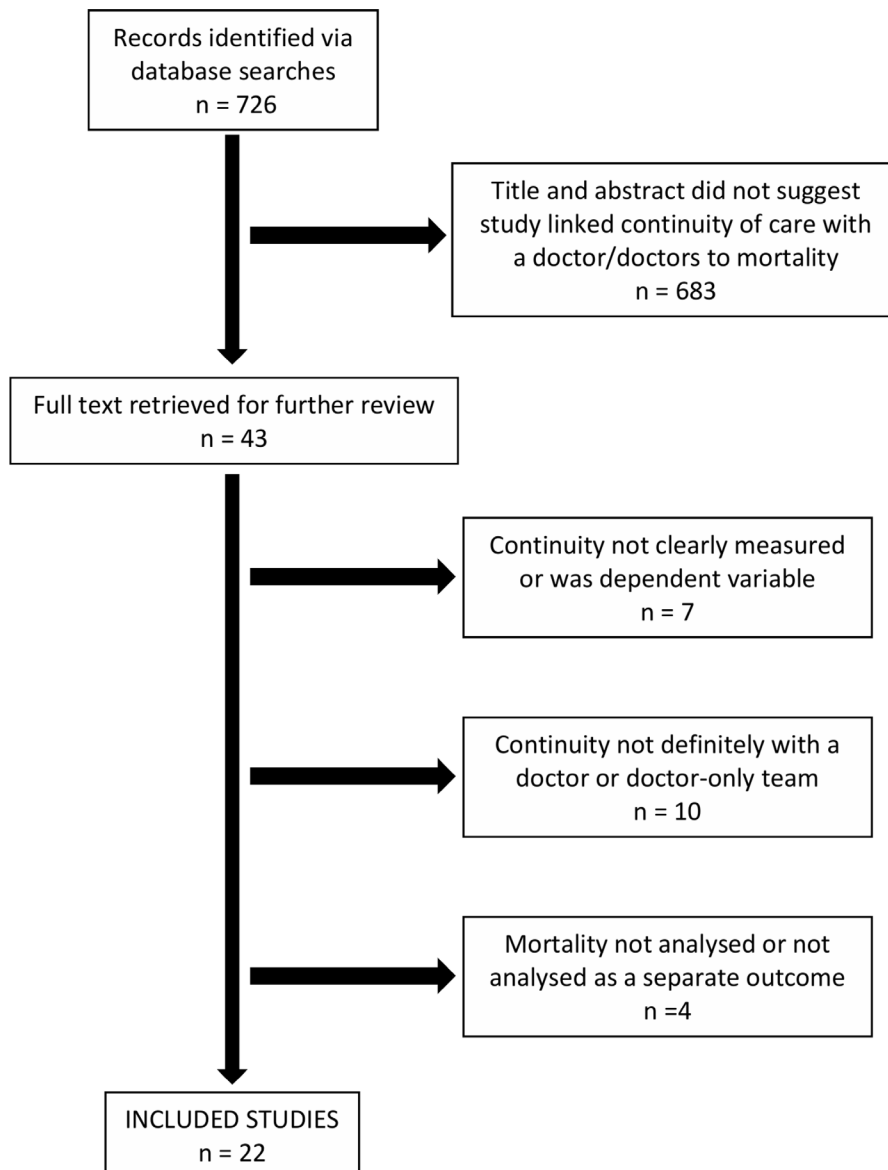 Records identified via
database searches
n = 726
Title and abstract did not suggest
study linked continuity of care with
a doctor/doctors to mortality
n = 683
Full text retrieved for further review
n = 43
Continuity not clearly measured
or was dependent variable
n = 7
Continuity not definitely with a
doctor or doctor-only team
n = 10
Mortality not analysed or not
analysed as a separate outcome
n =4
INCLUDED STUDIES
n = 22